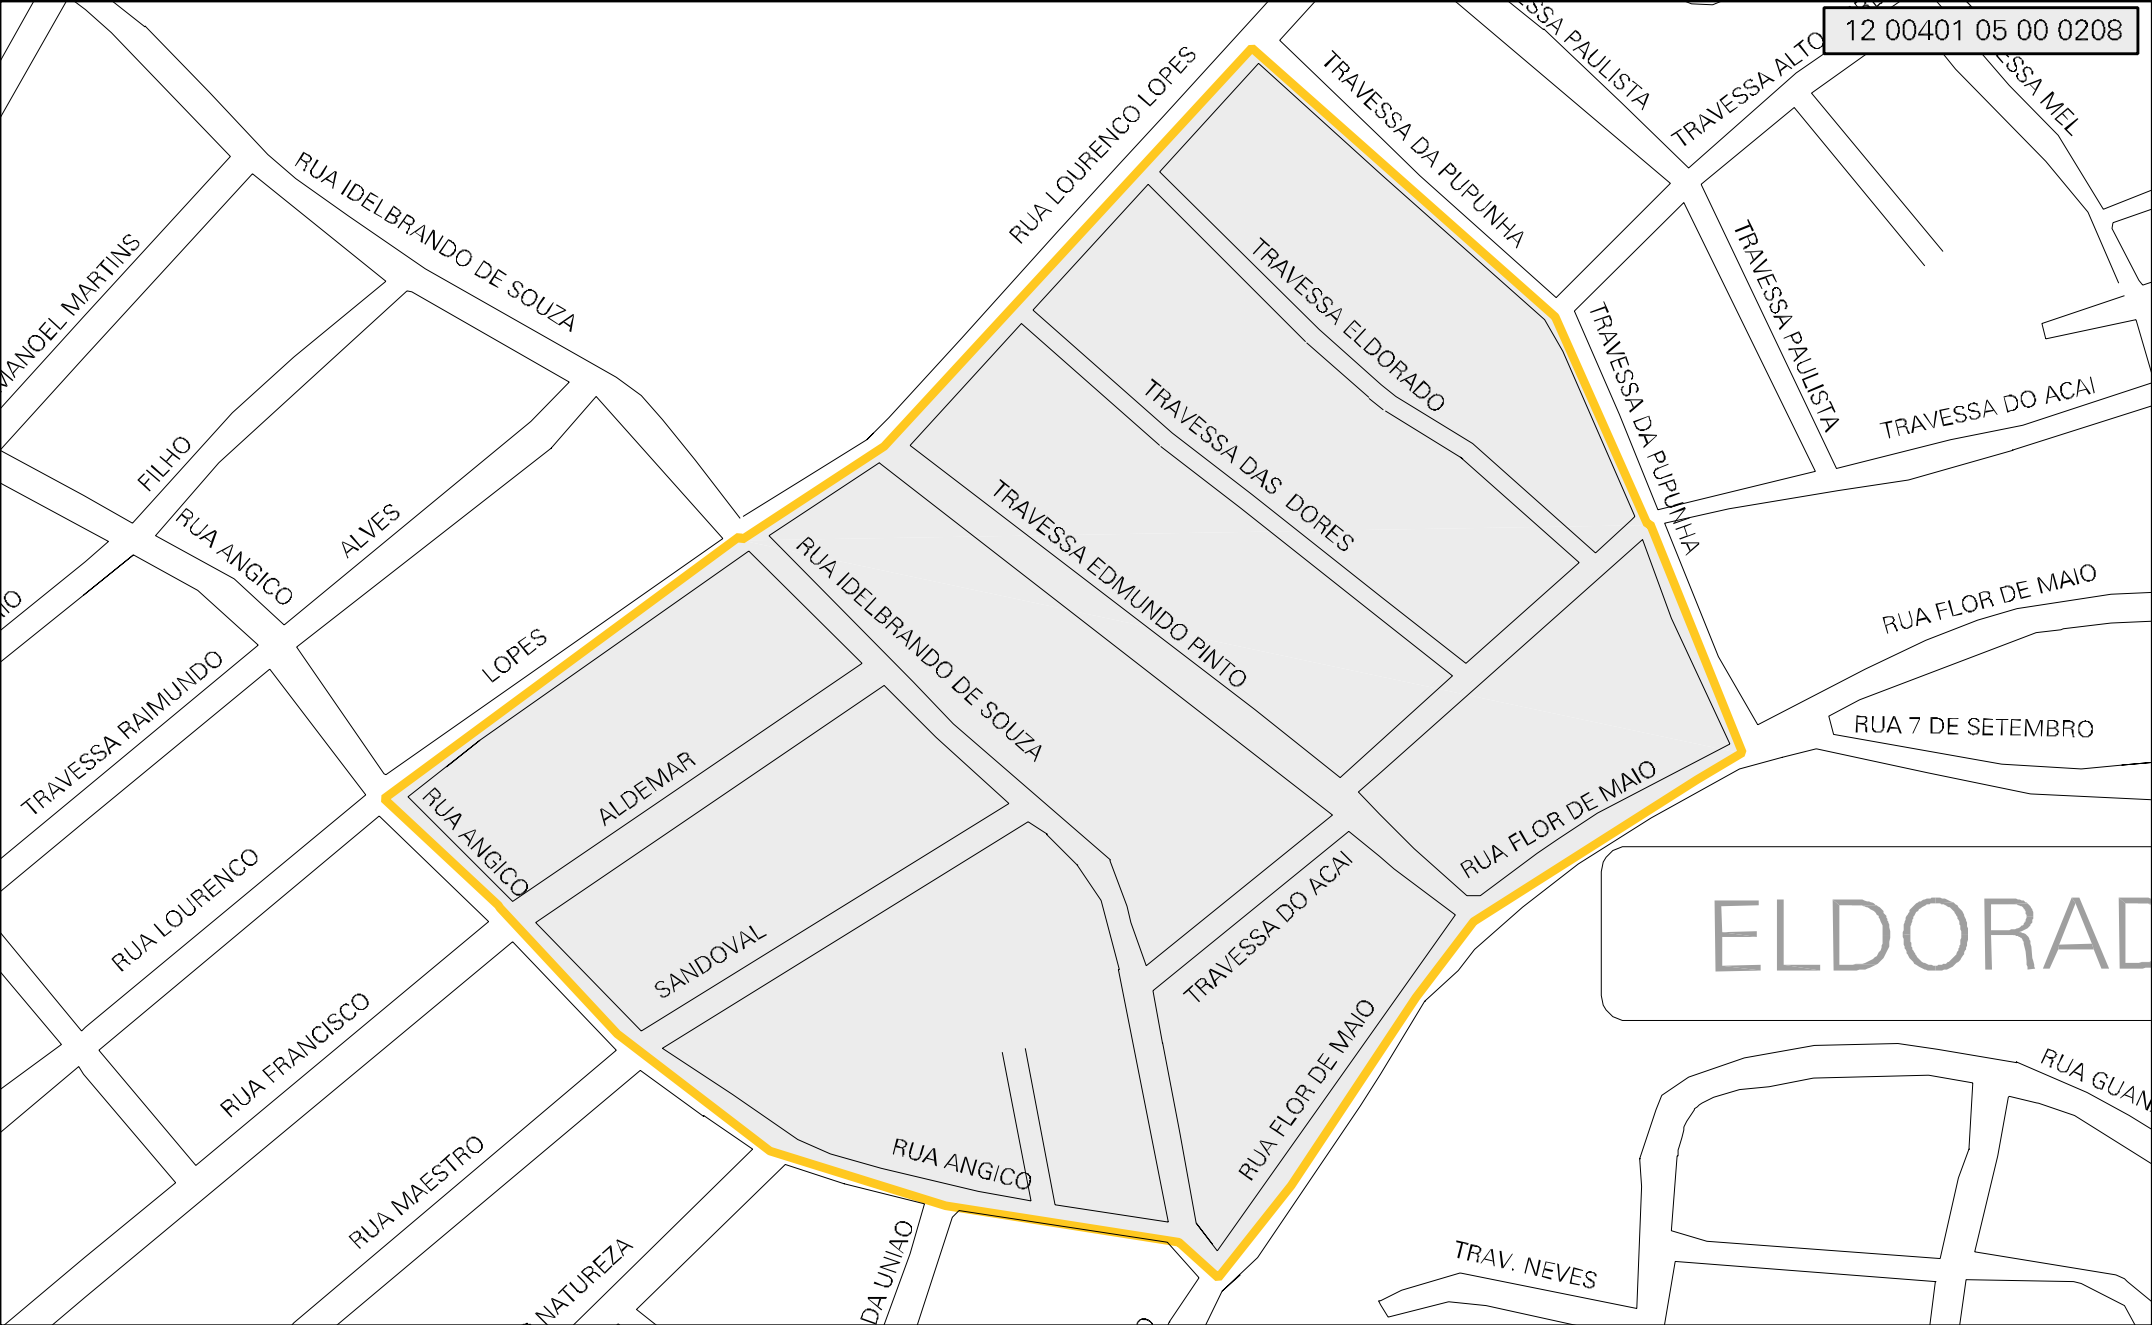 12 00401 05 00 0208
PAULISTA
TRAVESSA ALTO
MEL
RUA LOURENCO LOPES
TRAVESSA DA PUPUNHA
RUA IDELBRANDO DE SOUZA
MANOEL MARTINS
TRAVESSA ELDORADO
TRAVESSA PAULISTA
TRAVESSA DA PUPUNHA
TRAVESSA DO ACAI
TRAVESSA DAS DORES
FILHO
ALVES
RUA ANGICO
TRAVESSA EDMUNDO PINTO
RUA IDELBRANDO DE SOUZA
RUA FLOR DE MAIO
LOPES
TRAVESSA RAIMUNDO
RUA 7 DE SETEMBRO
ALDEMAR
RUA ANGICO
RUA FLOR DE MAIO
RUA LOURENCO
SANDOVAL
TRAVESSA DO ACAI
ELDORAD
RUA FRANCISCO
RUA FLOR DE MAIO
RUA GUAN
RUA MAESTRO
RUA ANGICO
NATUREZA
DA UNIAO
TRAV. NEVES